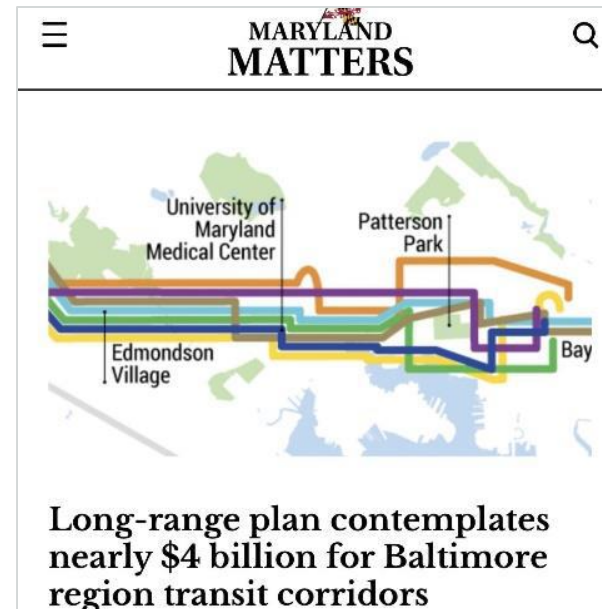 MARYLAND
MATTERS
University of
Maryland
Medical Center
Patterson
Park
Edmondson
Village
Bay
Long-range plan contemplates
nearly $4 billion for Baltimore
region transit corridors